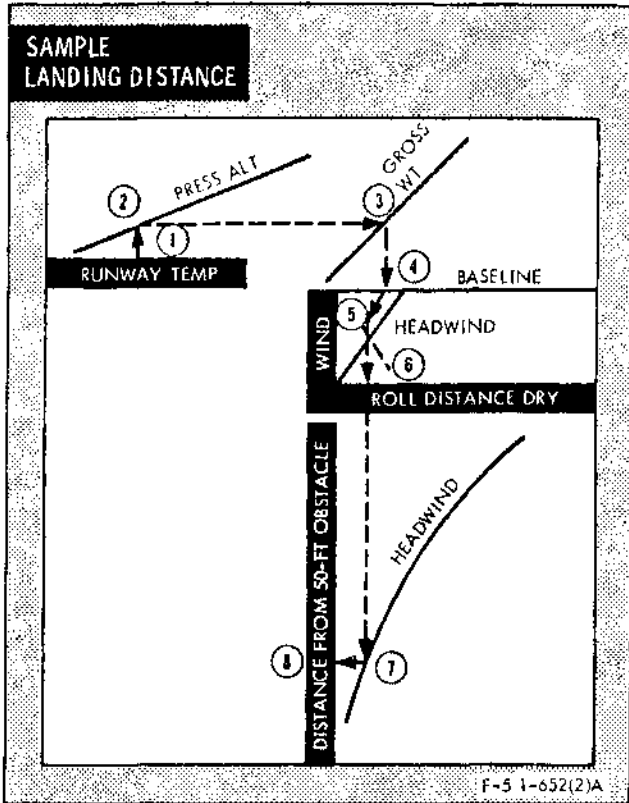 SAMPLE
LANDING DISTANCE
PRESS ALT
GROSS
WT
2
1
3
RUNWAY TEMP
4
BASELINE
5
HEADWIND
WIND
6
ROLL DISTANCE DRY
DISTANCE FROM 50-FT OBSTACLE
HEADWIND
8
7
F-5 1-652(2)A